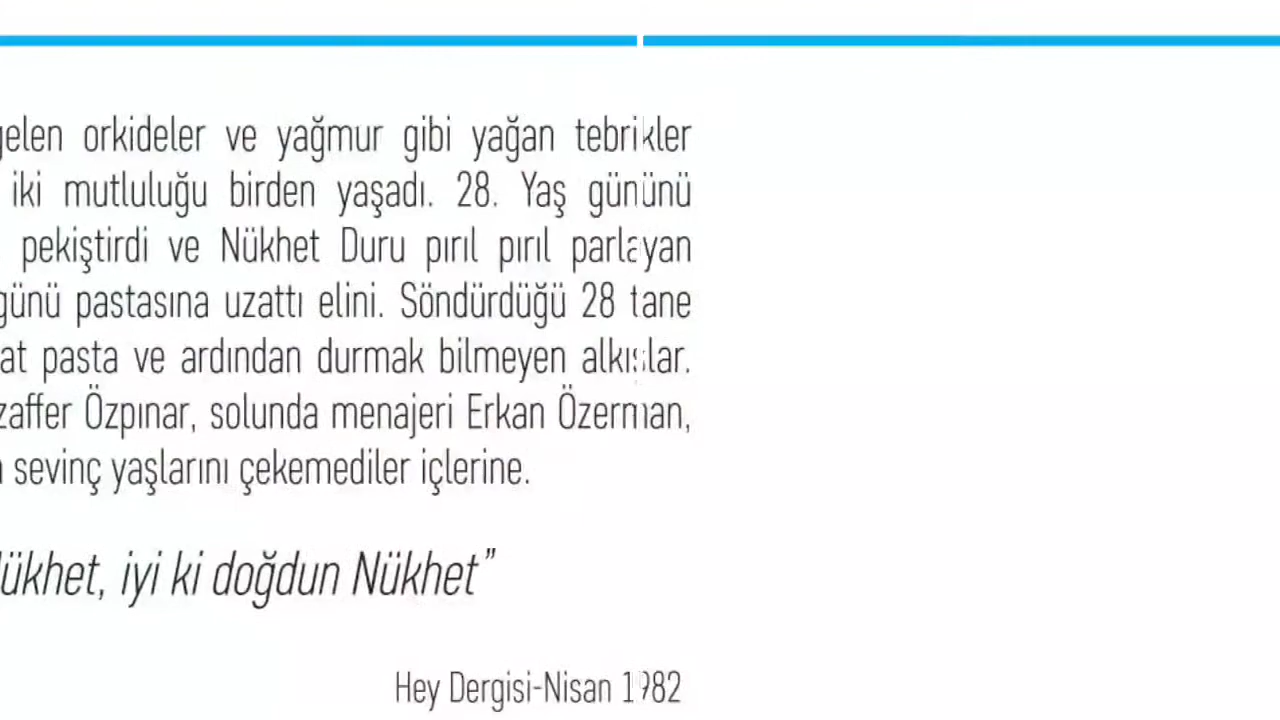 gelen orkideler ve yağmur gibi yağan tebrikler
iki mutluluğu birden yaşadı. 28. Yaş gününü
pekiştirdi ve Nükhet Duru pırıl pırıl parlayan
günü pastasına uzattı elini. Söndürdüğü 28 tane
at pasta ve ardından durmak bilmeyen alkışlar.
zaffer Özpınar, solunda menajeri Erkan Özerman,
sevinç yaşlarını çekemediler içlerine.
ükhet, iyi ki doğdun Nükhet”
Hey Dergisi-Nisan 1982